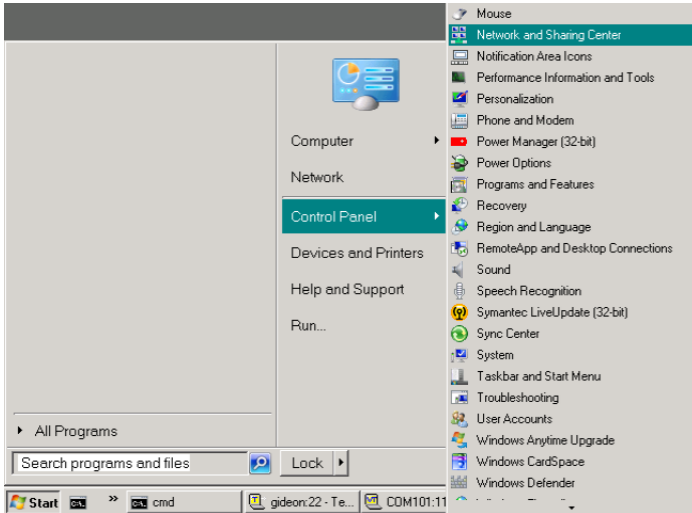 Computer
Network
Control Panel
Devices and Printers
Help and Support
Run...
All Programs
Search programs and files
Lock
Mouse
Network and Sharing Center
Notification Area Icons
Performance Information and Tools
Personalization
Phone and Modem
Power Manager (32-bit)
Power Options
Programs and Features
Recovery
Region and Language
RemoteApp and Desktop Connections
Sound
Speech Recognition
Symantec LiveUpdate (32-bit)
Sync Center
System
Taskbar and Start Menu
Troubleshooting
User Accounts
Windows Anytime Upgrade
Windows CardSpace
Windows Defender
Start » cmd gideon:22 - Te... COM101:11